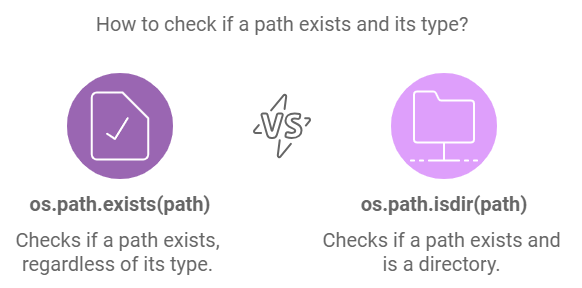 How to check if a path exists and its type?
VS
os.path.exists(path)
os.path.isdir(path)
Checks if a path exists,
regardless of its type.
Checks if a path exists and
is a directory.